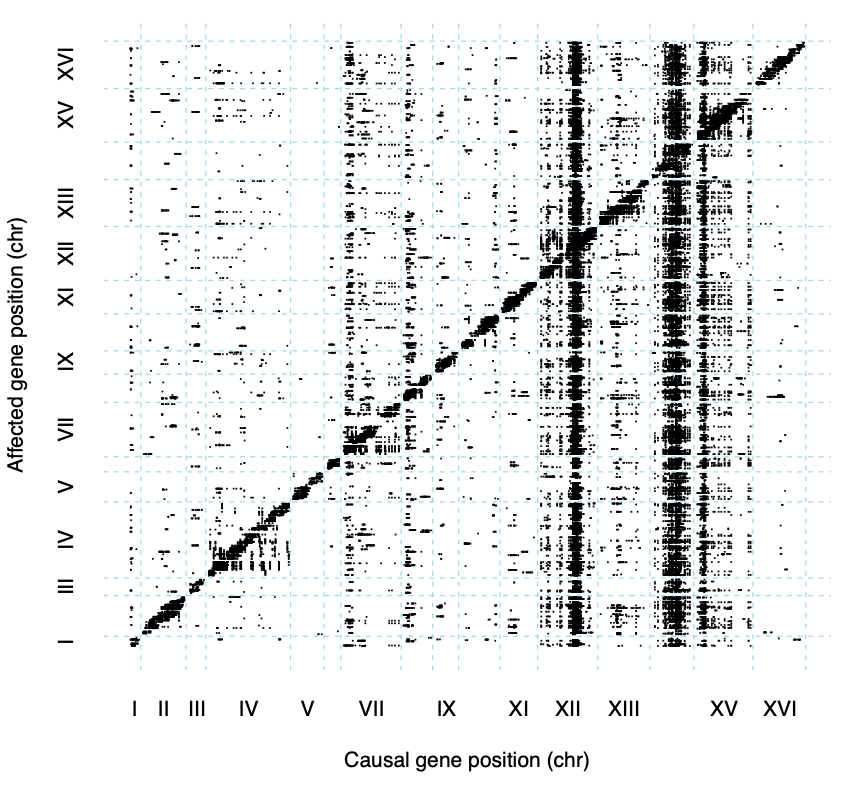 Affected gene position (chr)
XVI
XV
XIII
XII
XI
IX
VII
V
IV
III
I
I II III IV V VII IX XI XII XIII XV XVI
Causal gene position (chr)